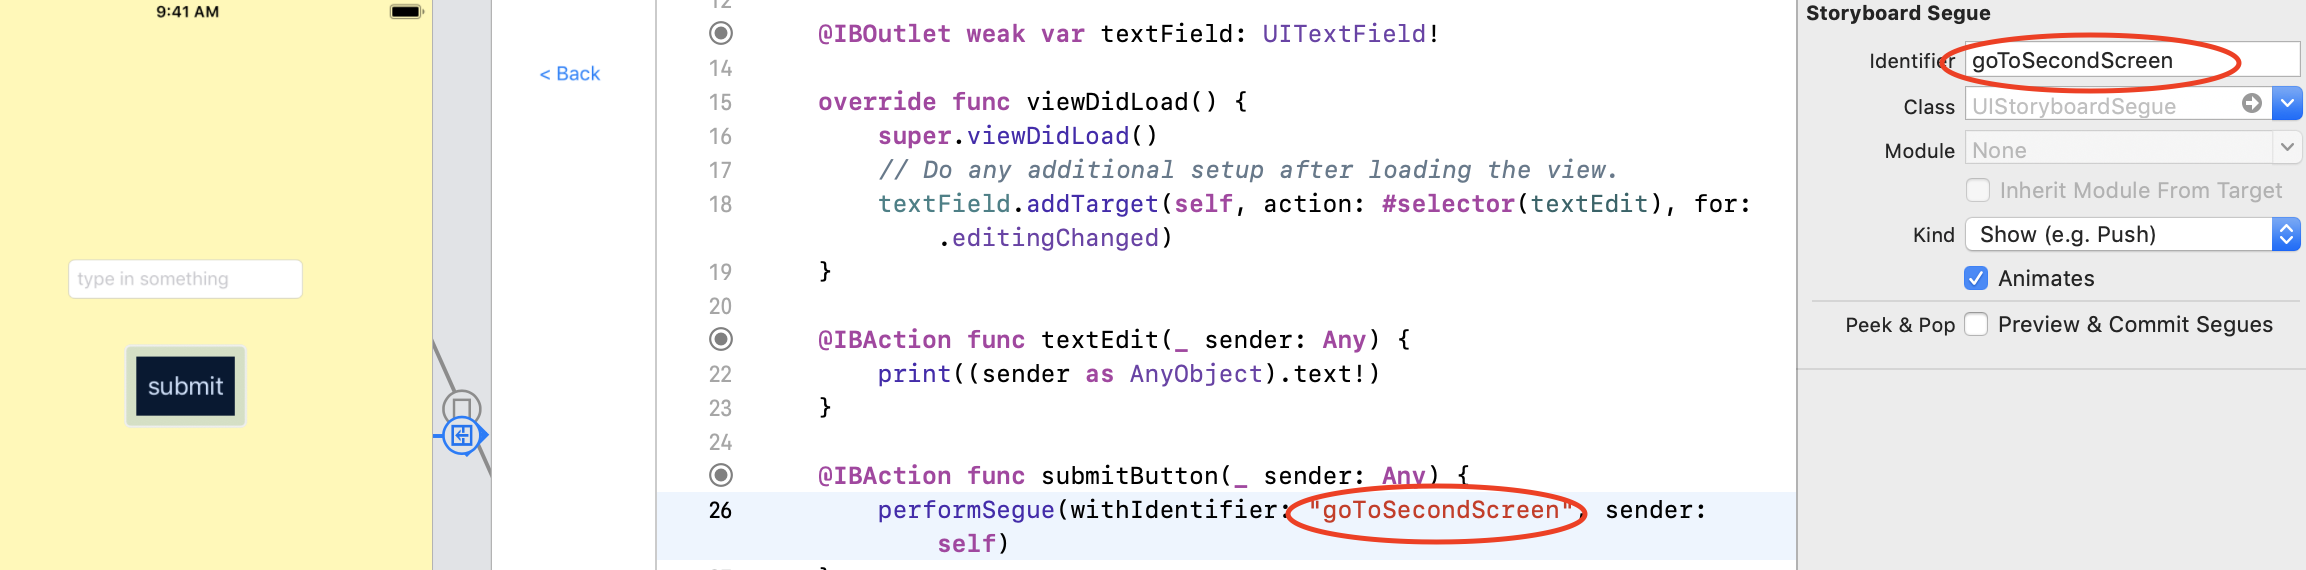 9:41 AM
type in something
submit
< Back
12
@IBOutlet weak var textField: UITextField!
14
15 override func viewDidLoad() {
16 super.viewDidLoad()
17 // Do any additional setup after loading the view.
18 textField.addTarget(self, action: #selector(textEdit), for:
.editingChanged)
19 }
20
@IBAction func textEdit(_ sender: Any) {
22 print((sender as AnyObject).text!)
23 }
24
@IBAction func submitButton(_ sender: Any) {
26 performSegue(withIdentifier: "goToSecondScreen", sender:
self)
Storyboard Segue
Identifier goToSecondScreen
Class UIStoryboardSegue
Module None
Inherit Module From Target
Kind Show (e.g. Push)
Animates
Peek & Pop Preview & Commit Segues